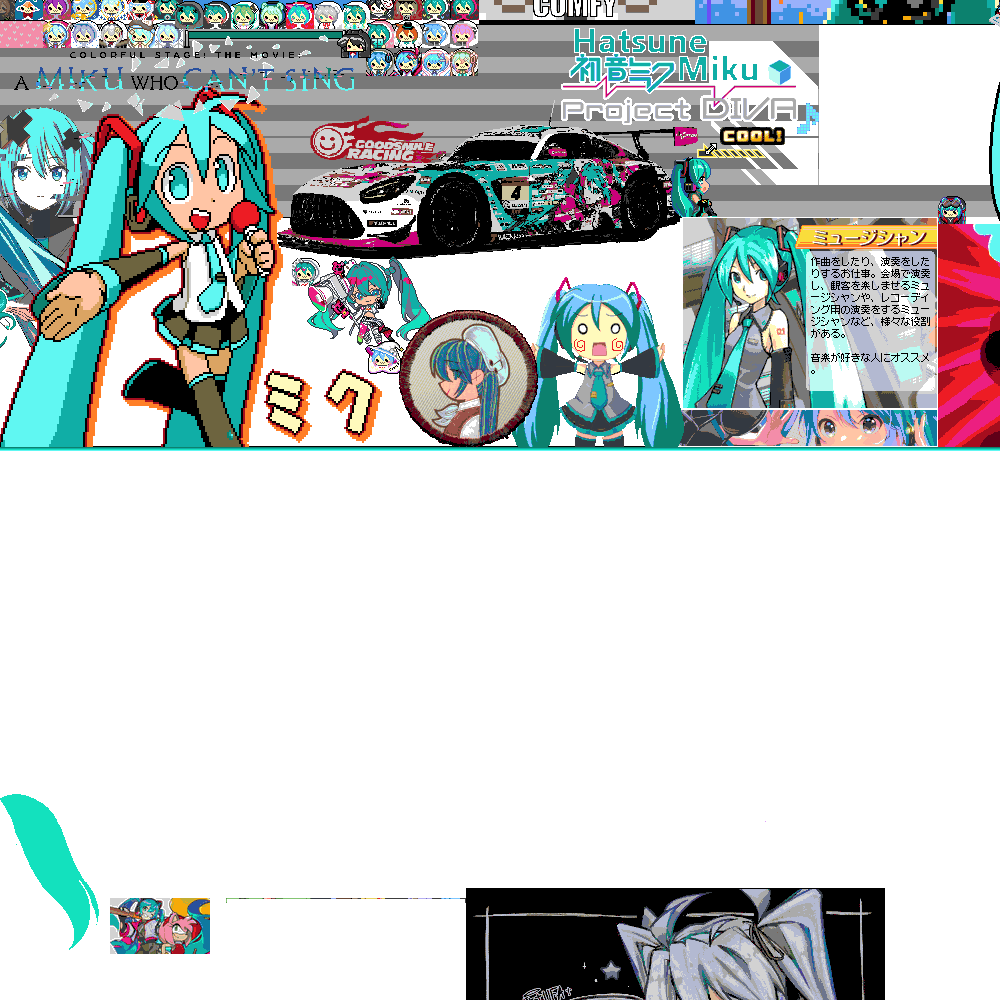 COMFY
COLORFUL STAGE! THE MOVIE:
A MIKU WHO CAN'T SING
Hatsune
初音ミク Miku
Project DIVA
COOL!
GOODSMILE
RACING
4
ミク
ミュージシャン
作曲をしたり、演奏をした
りするお仕事。会場で演奏
し、観客を楽しませるミュ
ージシャンや、レコーディ
ング用の演奏をするミュー
ジシャンなど、様々な役割
がある。
音楽が好きな人にオススメ
。